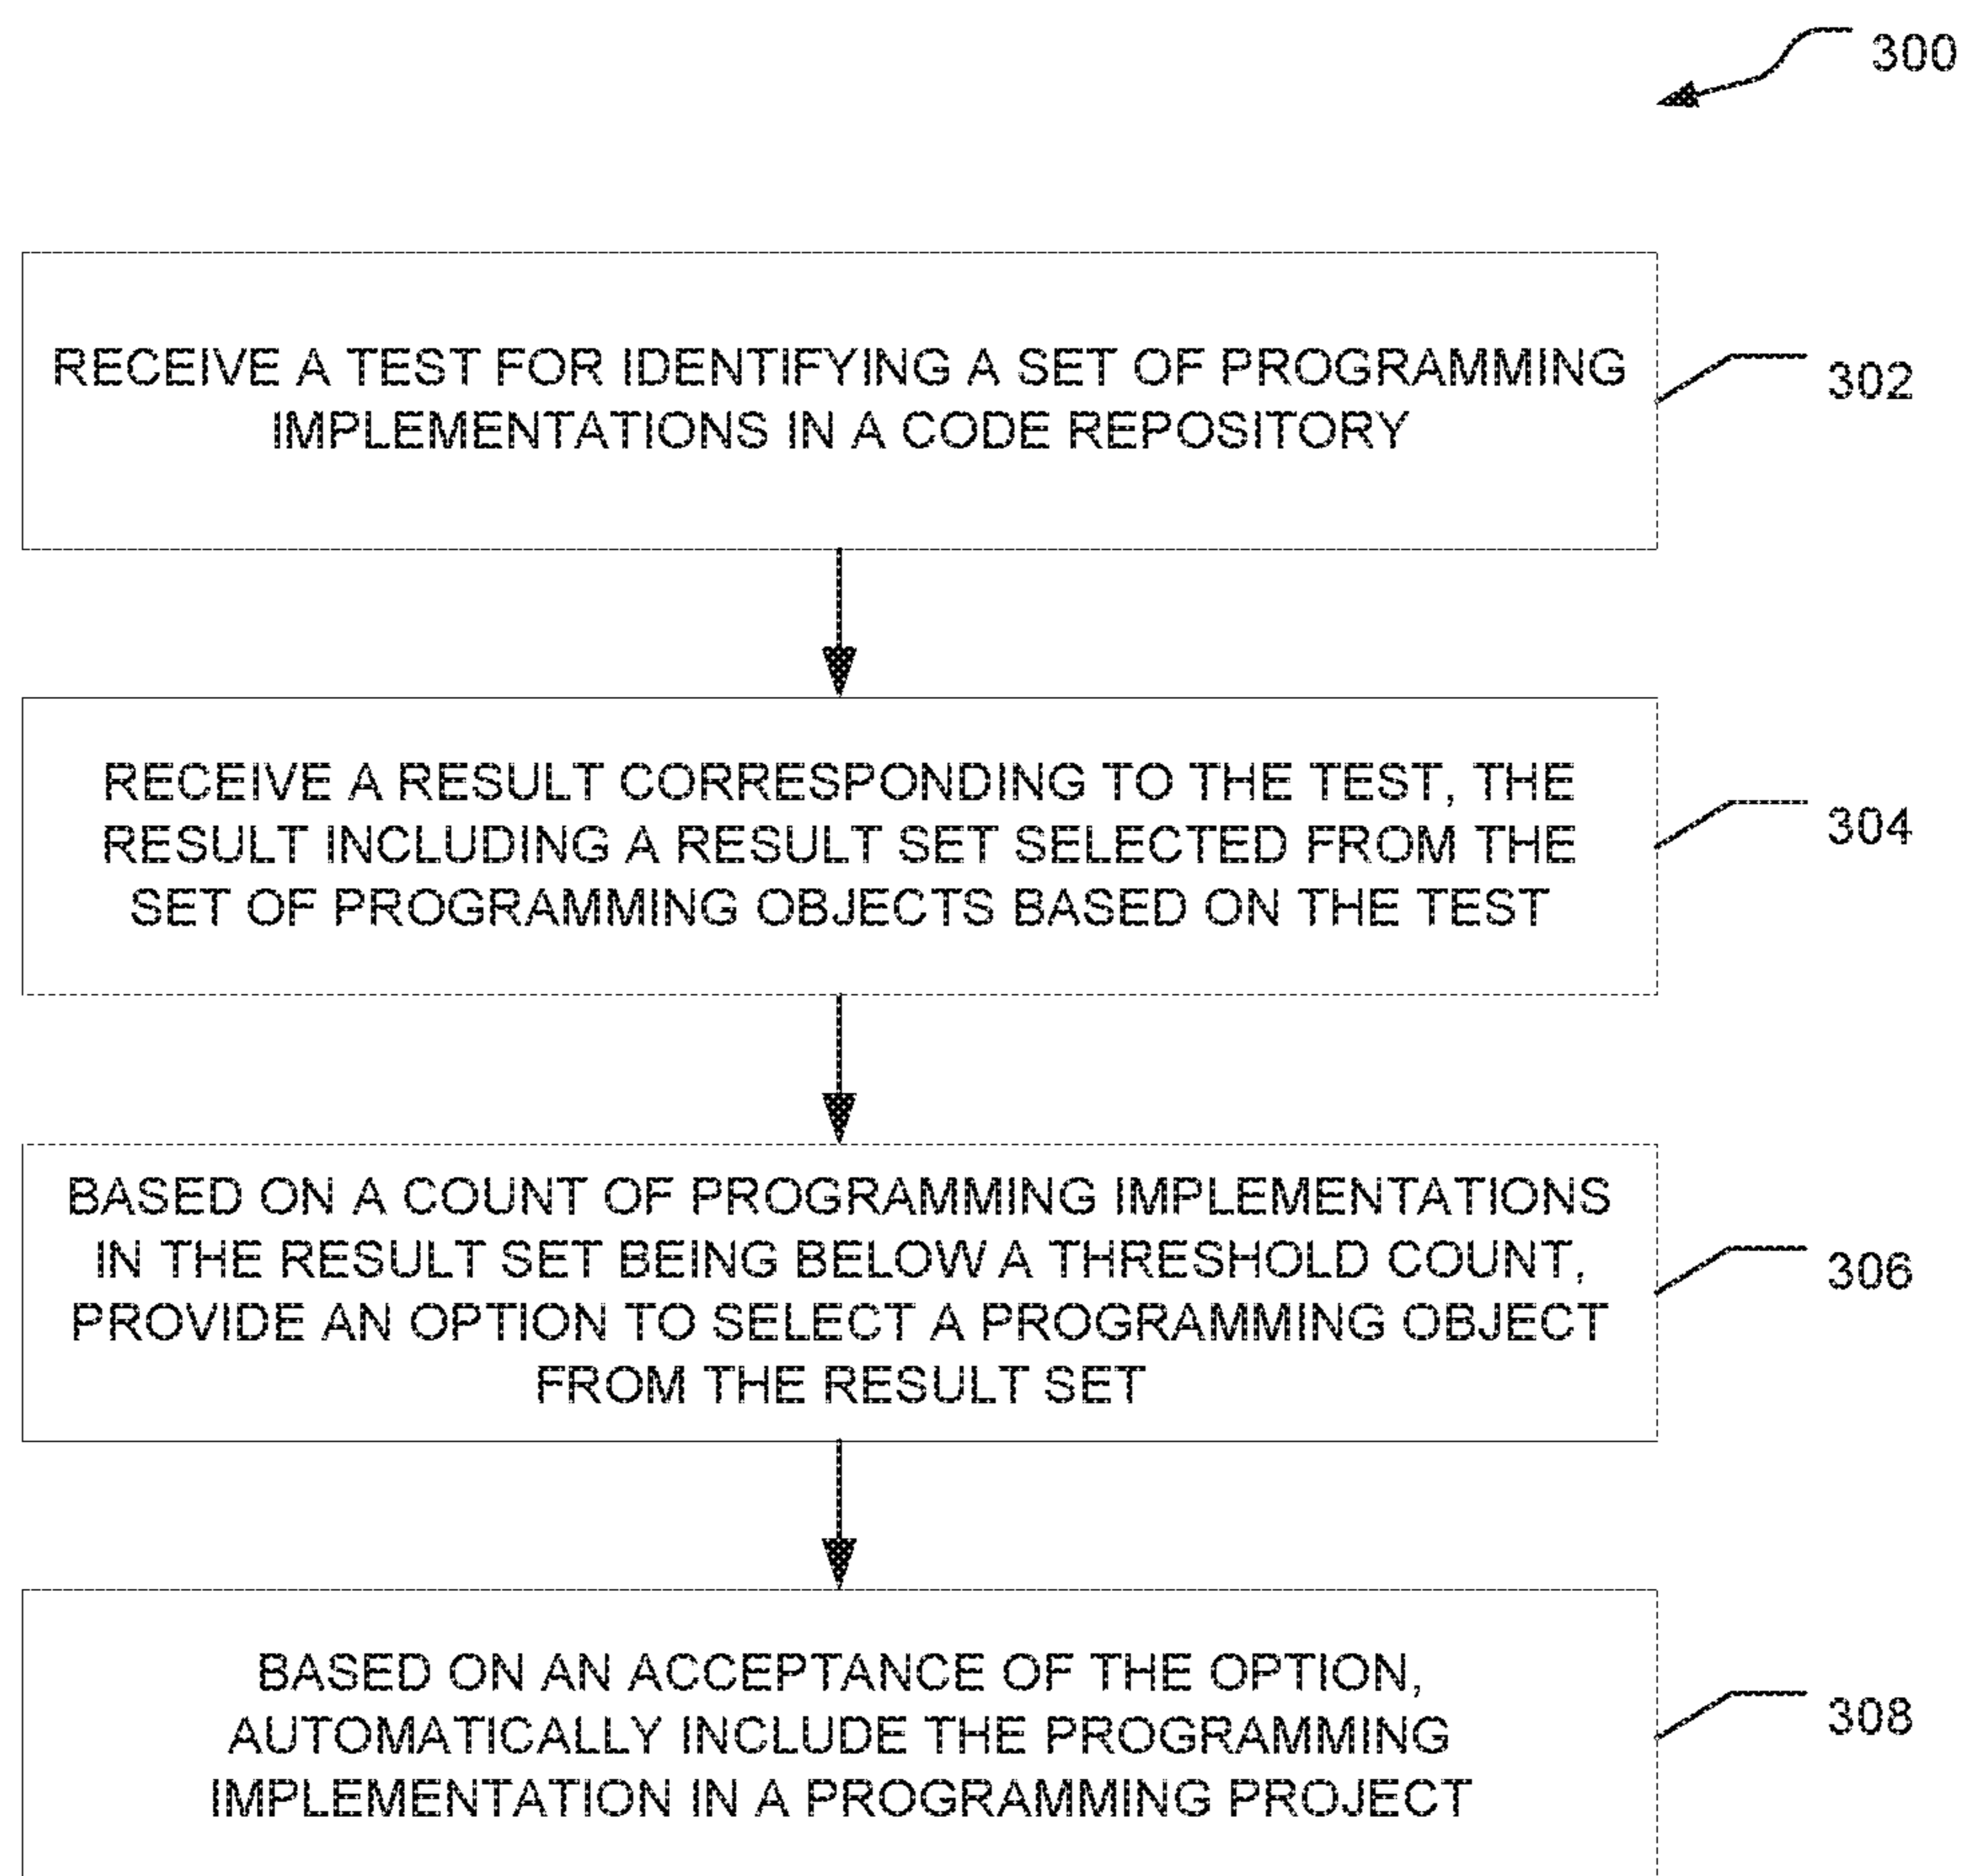 300
RECEIVE A TEST FOR IDENTIFYING A SET OF PROGRAMMING
IMPLEMENTATIONS IN A CODE REPOSITORY
302
RECEIVE A RESULT CORRESPONDING TO THE TEST, THE
RESULT INCLUDING A RESULT SET SELECTED FROM THE
SET OF PROGRAMMING OBJECTS BASED ON THE TEST
304
BASED ON A COUNT OF PROGRAMMING IMPLEMENTATIONS
IN THE RESULT SET BEING BELOW A THRESHOLD COUNT,
PROVIDE AN OPTION TO SELECT A PROGRAMMING OBJECT
FROM THE RESULT SET
306
BASED ON AN ACCEPTANCE OF THE OPTION,
AUTOMATICALLY INCLUDE THE PROGRAMMING
IMPLEMENTATION IN A PROGRAMMING PROJECT
308